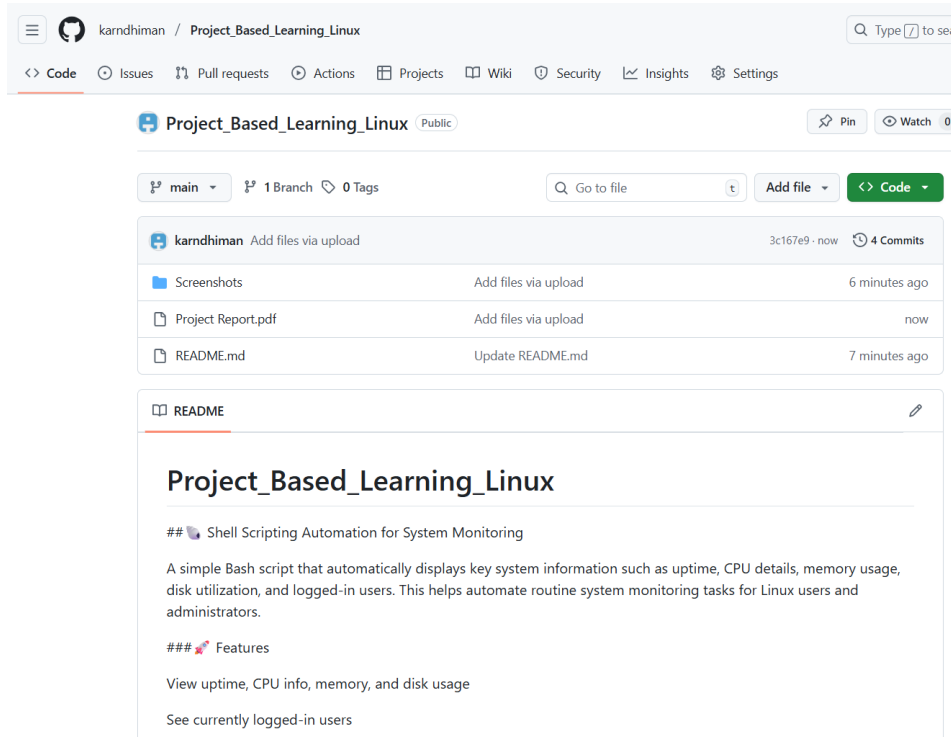 karndhiman / Project_Based_Learning_Linux
Type / to sea
Code Issues Pull requests Actions Projects Wiki Security Insights Settings
Project_Based_Learning_Linux Public
Pin Watch 0
main 1 Branch 0 Tags
Go to file t Add file Code
karndhiman Add files via upload 3c167e9 · now 4 Commits
Screenshots Add files via upload 6 minutes ago
Project Report.pdf Add files via upload now
README.md Update README.md 7 minutes ago
README
Project_Based_Learning_Linux
##🐚 Shell Scripting Automation for System Monitoring
A simple Bash script that automatically displays key system information such as uptime, CPU details, memory usage,
disk utilization, and logged-in users. This helps automate routine system monitoring tasks for Linux users and
administrators.
###🚀 Features
View uptime, CPU info, memory, and disk usage
See currently logged-in users